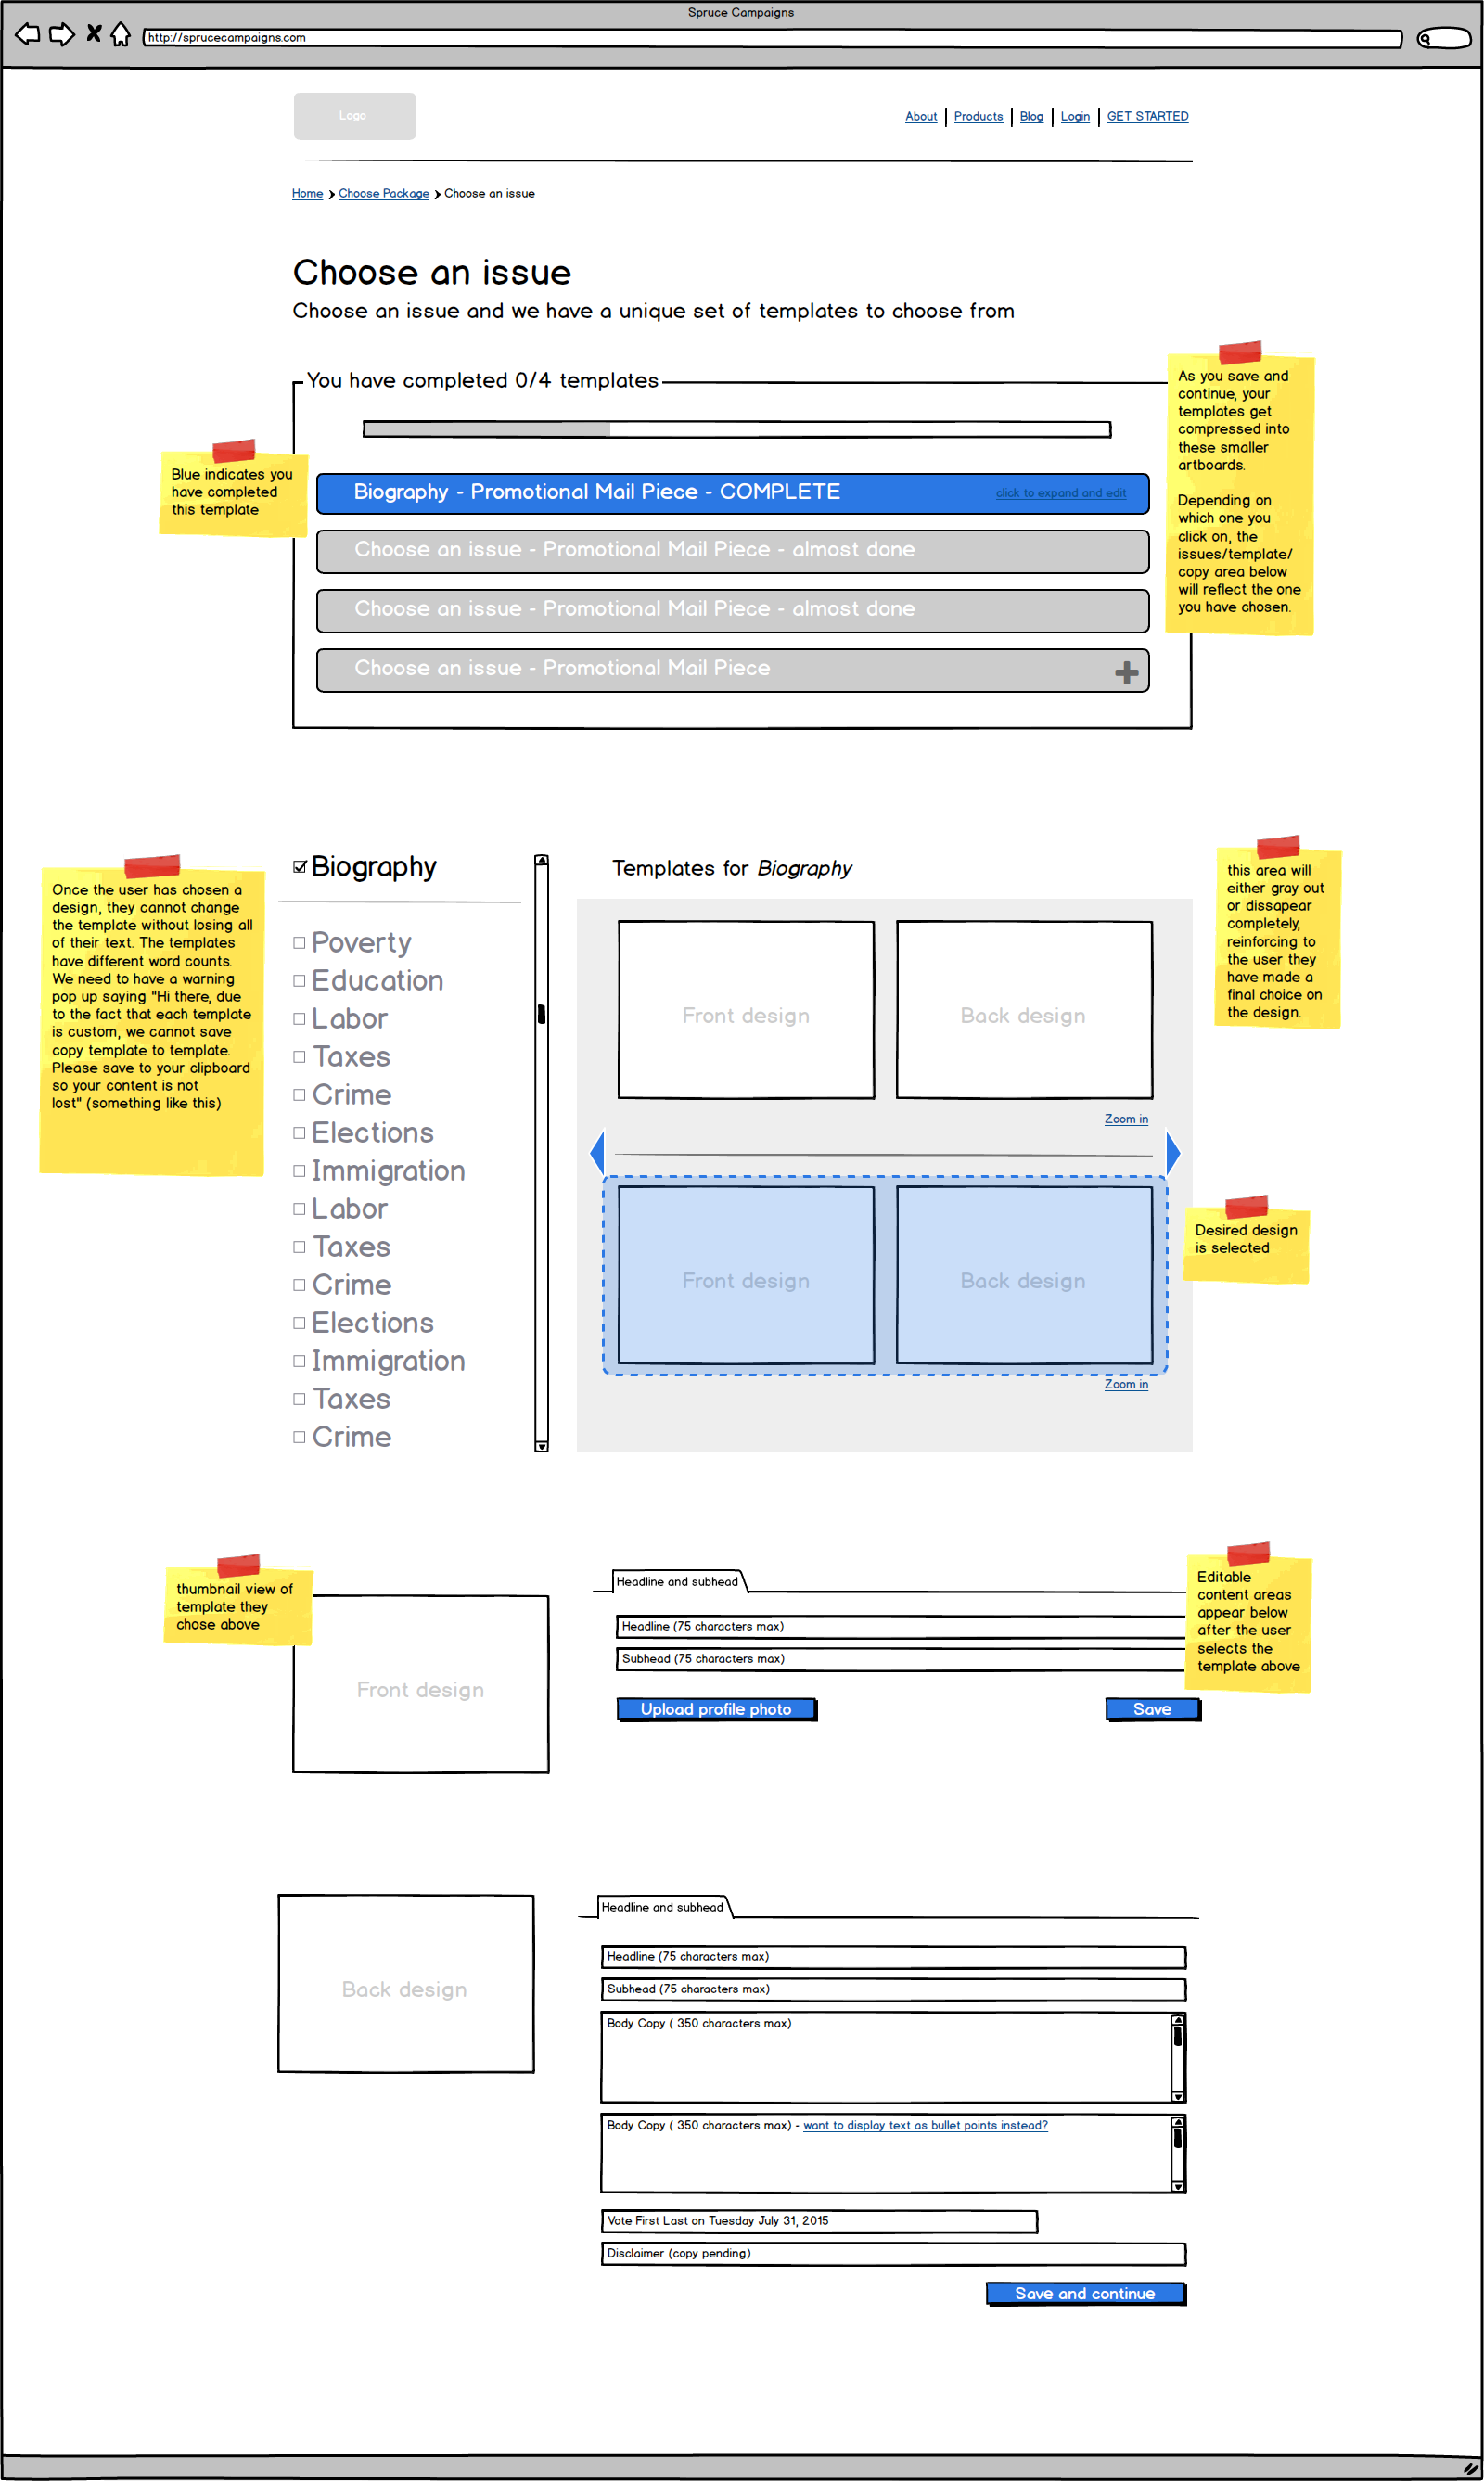 Spruce Campaigns
http://sprucecampaigns.com
Logo
About | Products | Blog | Login | GET STARTED
Home > Choose Package > Choose an issue
Choose an issue
Choose an issue and we have a unique set of templates to choose from
You have completed 0/4 templates
Biography - Promotional Mail Piece - COMPLETE
click to expand and edit
Choose an issue - Promotional Mail Piece - almost done
Choose an issue - Promotional Mail Piece - almost done
Choose an issue - Promotional Mail Piece
Blue indicates you
have completed
this template
As you save and
continue, your
templates get
compressed into
these smaller
artboards.
Depending on
which one you
click on, the
issues/template/
copy area below
will reflect the one
you have chosen.
Once the user has chosen a
design, they cannot change
the template without losing all
of their text. The templates
have different word counts.
We need to have a warning
pop up saying "Hi there, due
to the fact that each template
is custom, we cannot save
copy template to template.
Please save to your clipboard
so your content is not
lost" (something like this)
Biography
Poverty
Education
Labor
Taxes
Crime
Elections
Immigration
Labor
Taxes
Crime
Elections
Immigration
Taxes
Crime
Templates for Biography
Front design
Back design
Zoom in
Front design
Back design
Zoom in
this area will
either gray out
or dissapear
completely,
reinforcing to
the user they
have made a
final choice on
the design.
Desired design
is selected
thumbnail view of
template they
chose above
Front design
Headline and subhead
Headline (75 characters max)
Subhead (75 characters max)
Upload profile photo
Save
Editable
content areas
appear below
after the user
selects the
template above
Back design
Headline and subhead
Headline (75 characters max)
Subhead (75 characters max)
Body Copy ( 350 characters max)
Body Copy ( 350 characters max) - want to display text as bullet points instead?
Vote First Last on Tuesday July 31, 2015
Disclaimer (copy pending)
Save and continue